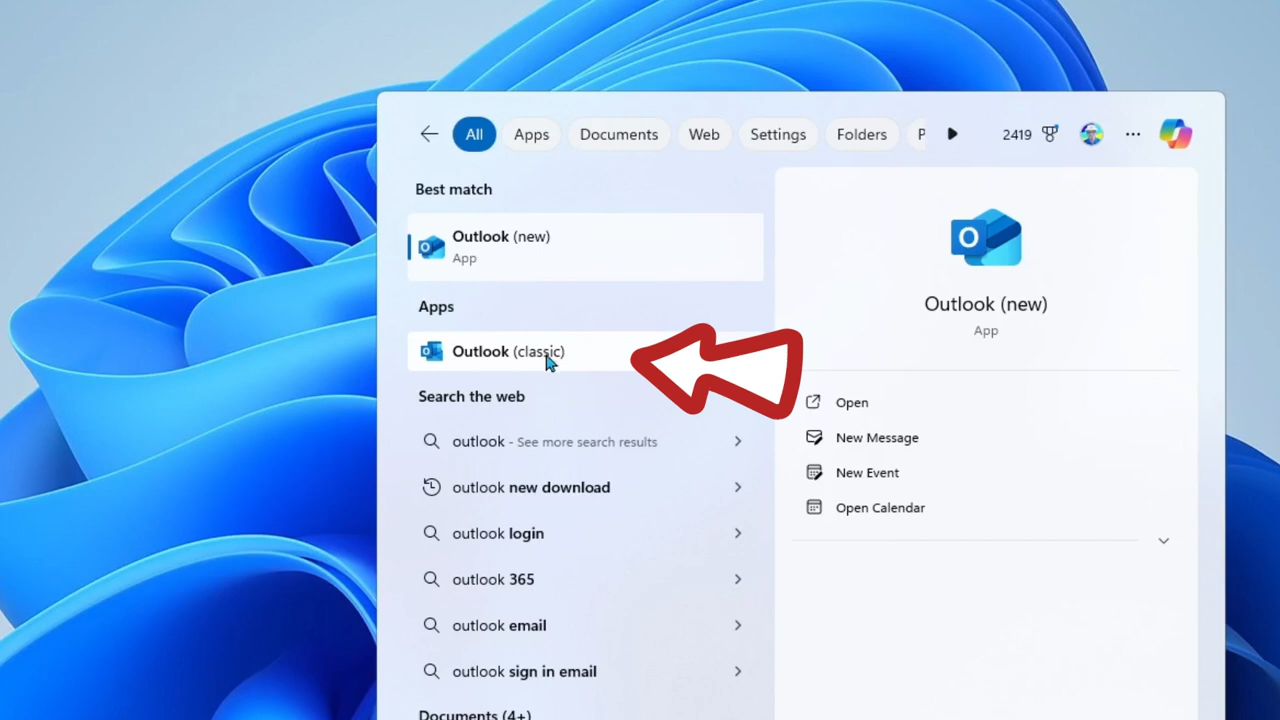 All Apps Documents Web Settings Folders P 2419
Best match
Outlook (new)
App
Apps
Outlook (classic)
Search the web
outlook - See more search results
outlook new download
outlook login
outlook 365
outlook email
outlook sign in email
Documents (4+)
O
Outlook (new)
App
Open
New Message
New Event
Open Calendar